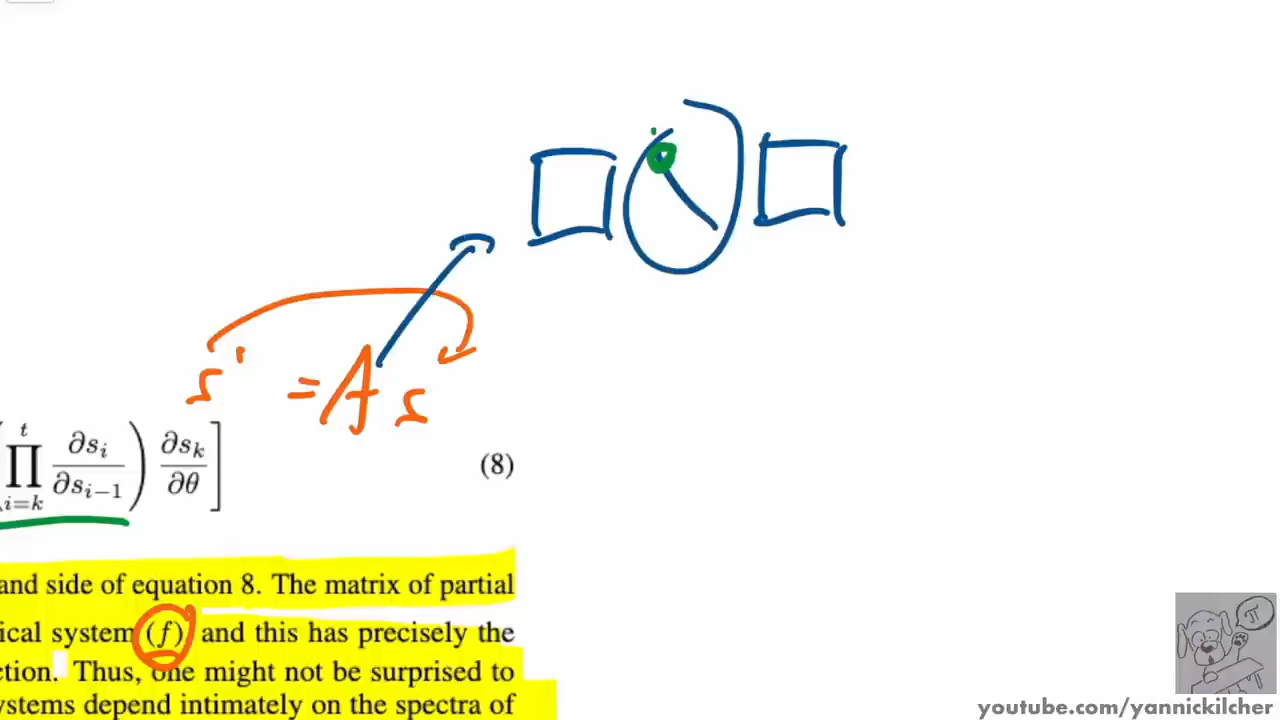 s' = A s
∏_{i=k}^{t} ∂s_i/∂s_{i−1} ) ∂s_k/∂θ ] (8)
and side of equation 8. The matrix of partial
ical system (f) and this has precisely the
ction. Thus, one might not be surprised to
ystems depend intimately on the spectra of
π
youtube.com/yannickilcher